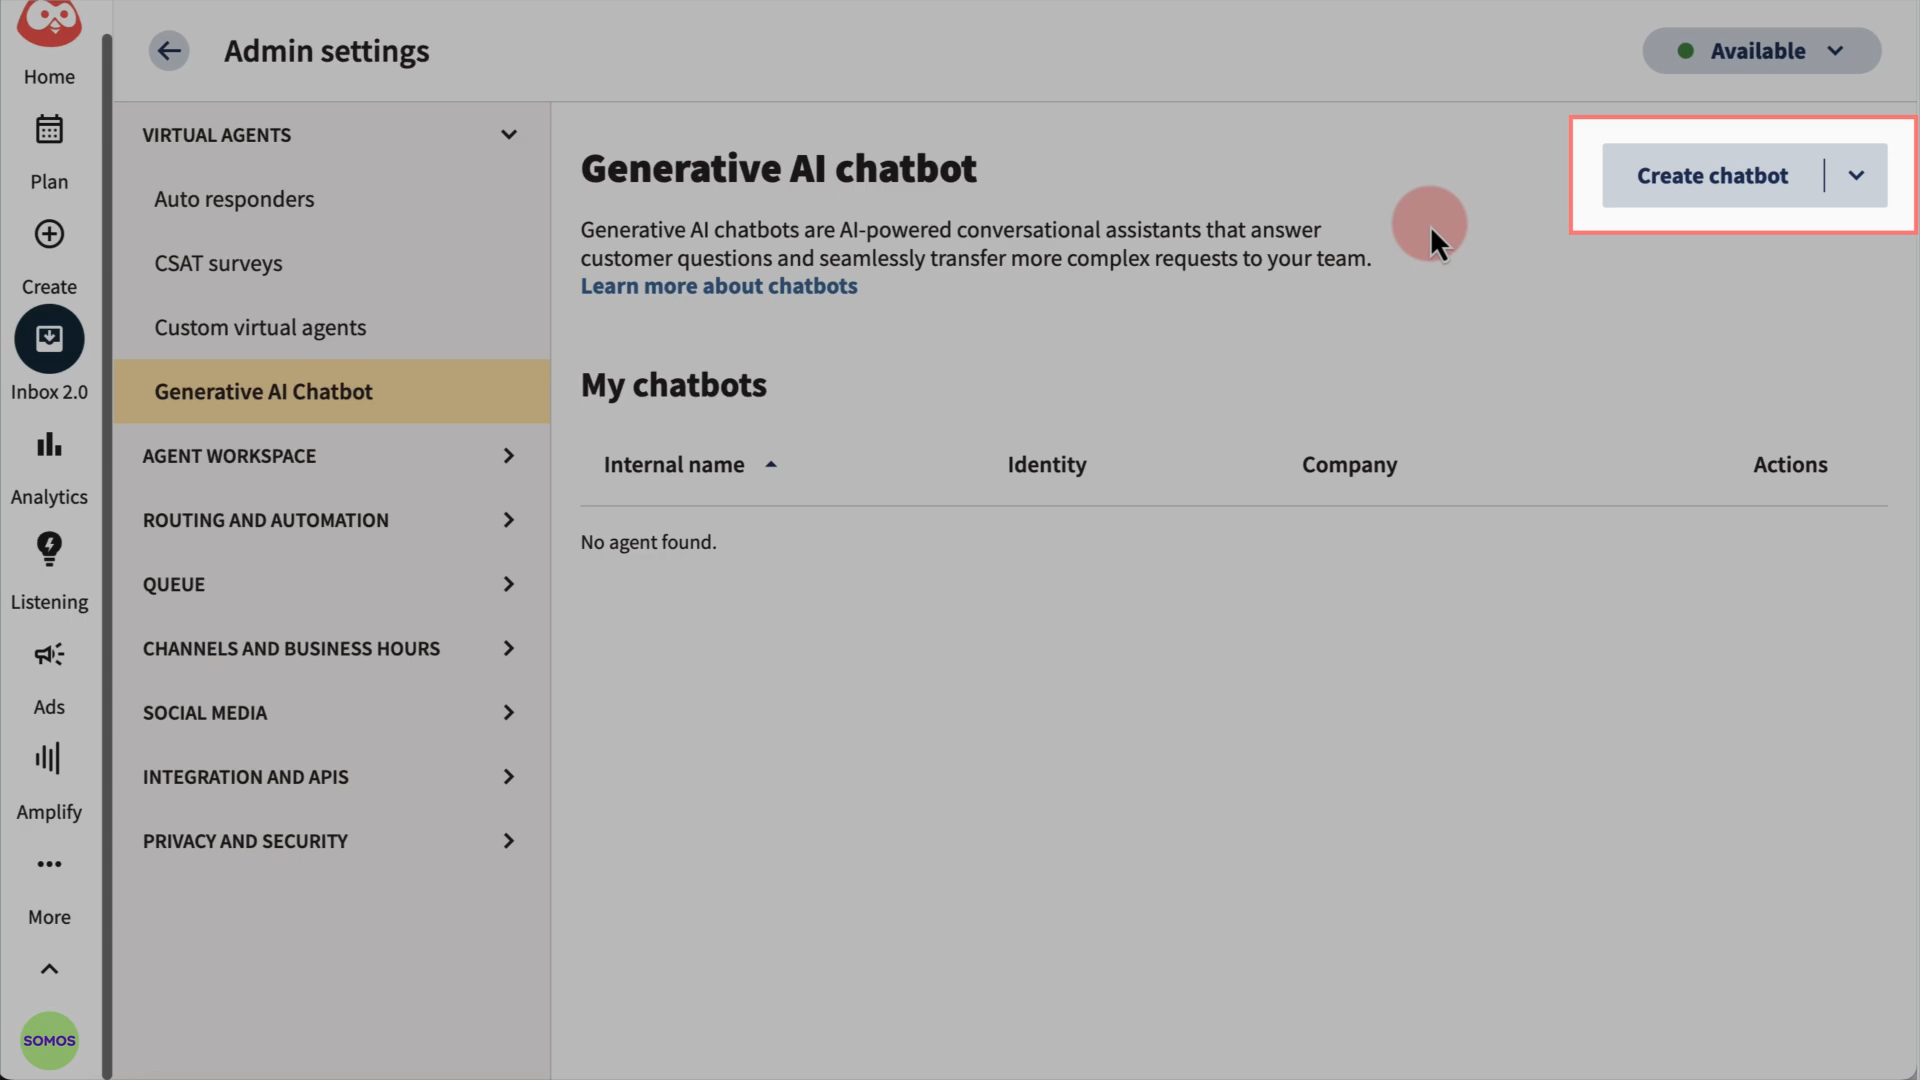 Home
Plan
Create
Inbox 2.0
Analytics
Listening
Ads
Amplify
More
SOMOS
Admin settings
Available
VIRTUAL AGENTS
Auto responders
CSAT surveys
Custom virtual agents
Generative AI Chatbot
AGENT WORKSPACE
ROUTING AND AUTOMATION
QUEUE
CHANNELS AND BUSINESS HOURS
SOCIAL MEDIA
INTEGRATION AND APIS
PRIVACY AND SECURITY
Generative AI chatbot
Create chatbot
Generative AI chatbots are AI-powered conversational assistants that answer
customer questions and seamlessly transfer more complex requests to your team.
Learn more about chatbots
My chatbots
Internal name Identity Company Actions
No agent found.